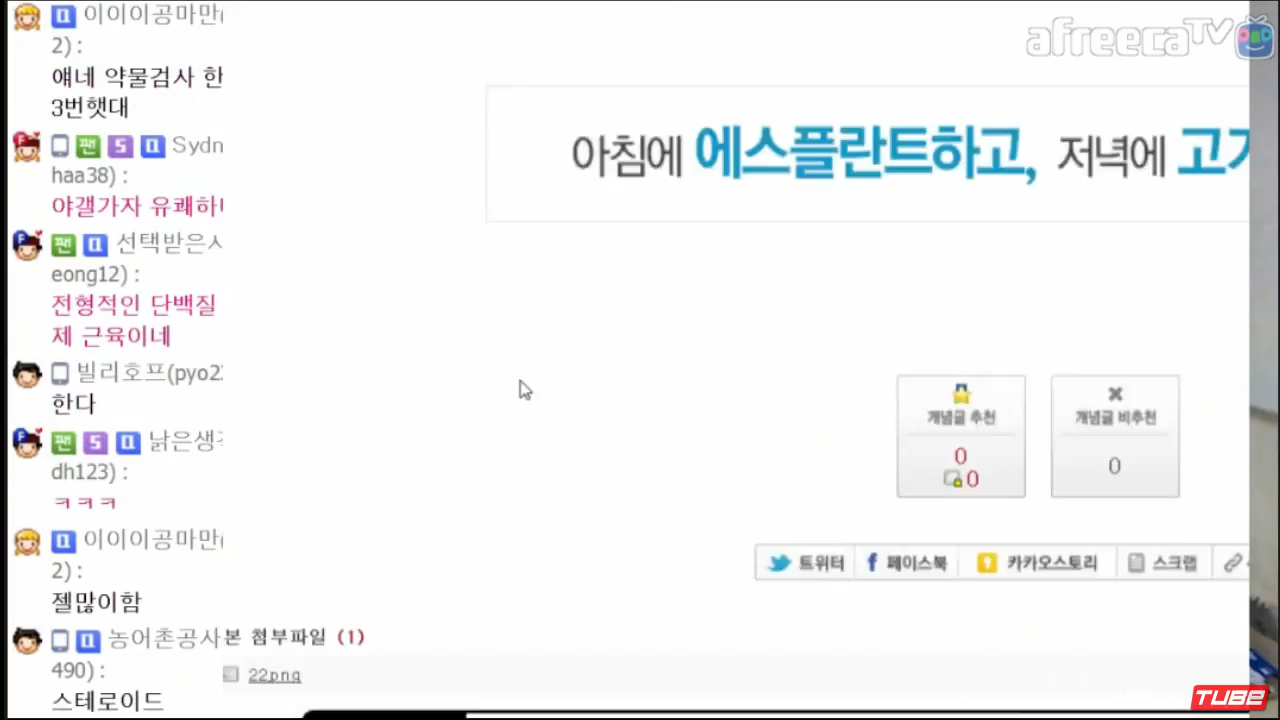 이이이공마만(
2) :
얘네 약물검사 한
3번햇대
팬 S Sydn
haa38) :
야갤가자 유쾌하
팬 선택받은
eong12) :
전형적인 단백질
제 근육이네
빌리호프(pyo2
한다
팬 S 낡은생
dh123) :
ㅋㅋㅋ
이이이공마만(
2) :
젤많이함
농어촌공사
490) :
스테로이드
afreecaTV
아침에 에스플란트하고, 저녁에 고기
개념글 추천
0
0
개념글 비추천
0
트위터 페이스북 카카오스토리 스크랩
본 첨부파일 (1)
22png
TUBE